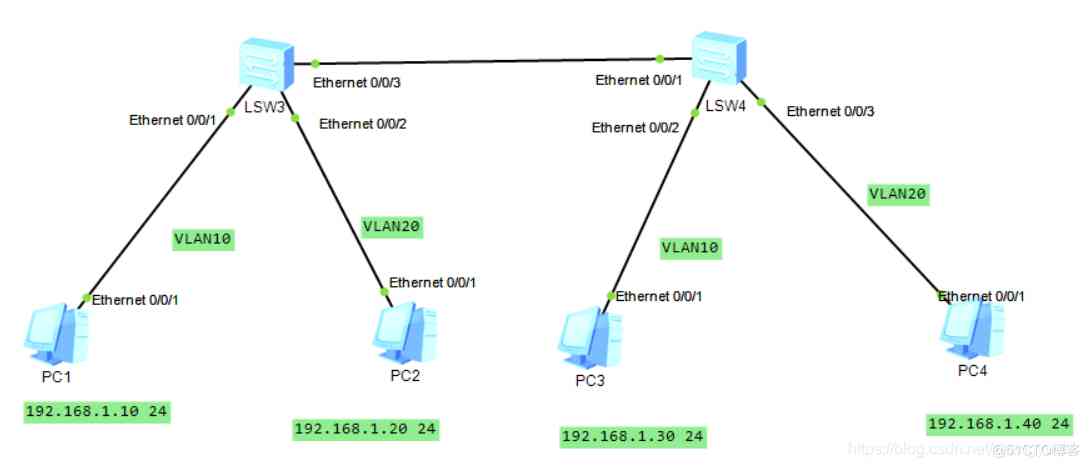 Ethernet 0/0/3
Ethernet 0/0/1
LSW3
LSW4
Ethernet 0/0/1
Ethernet 0/0/2
Ethernet 0/0/2
Ethernet 0/0/3
VLAN10
VLAN20
VLAN10
VLAN20
Ethernet 0/0/1
Ethernet 0/0/1
Ethernet 0/0/1
Ethernet 0/0/1
PC1
PC2
PC3
PC4
192.168.1.10 24
192.168.1.20 24
192.168.1.30 24
192.168.1.40 24
@51CTO博客